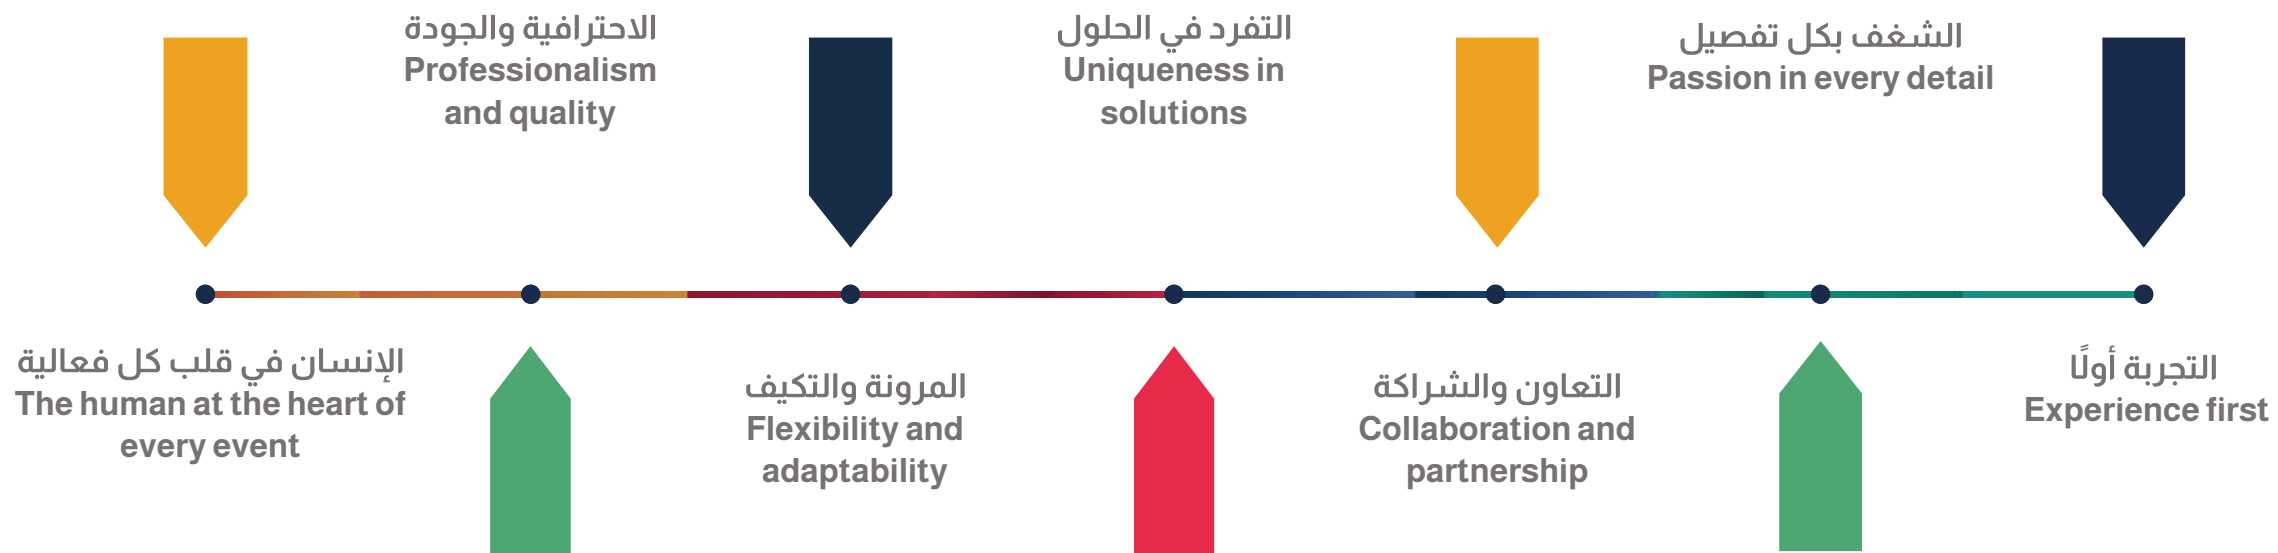 الاحترافية والجودة
Professionalism
and quality
التفرد في الحلول
Uniqueness in
solutions
الشغف بكل تفصيل
Passion in every detail
الإنسان في قلب كل فعالية
The human at the heart of
every event
المرونة والتكيف
Flexibility and
adaptability
التعاون والشراكة
Collaboration and
partnership
التجربة أولًا
Experience first